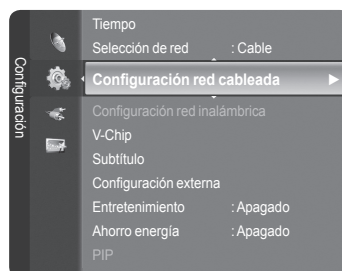 Configuración
Tiempo
Selección de red : Cable
Configuración red cableada
Configuración red inalámbrica
V-Chip
Subtítulo
Configuración externa
Entretenimiento : Apagado
Ahorro energía : Apagado
PIP